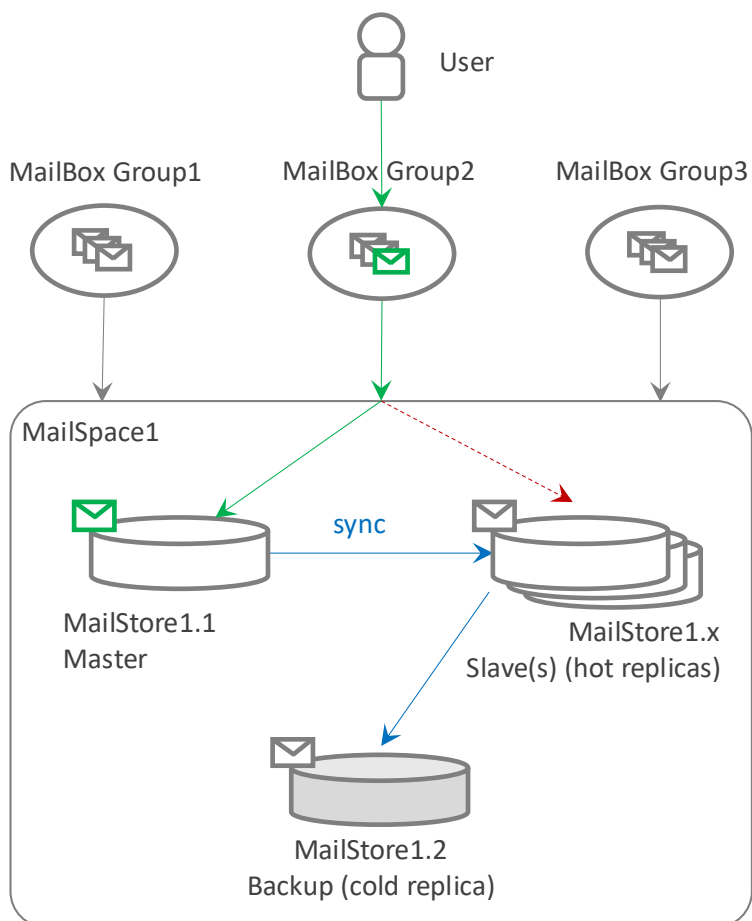 User
MailBox Group1
MailBox Group2
MailBox Group3
MailSpace1
sync
MailStore1.1
Master
MailStore1.x
Slave(s) (hot replicas)
MailStore1.2
Backup (cold replica)